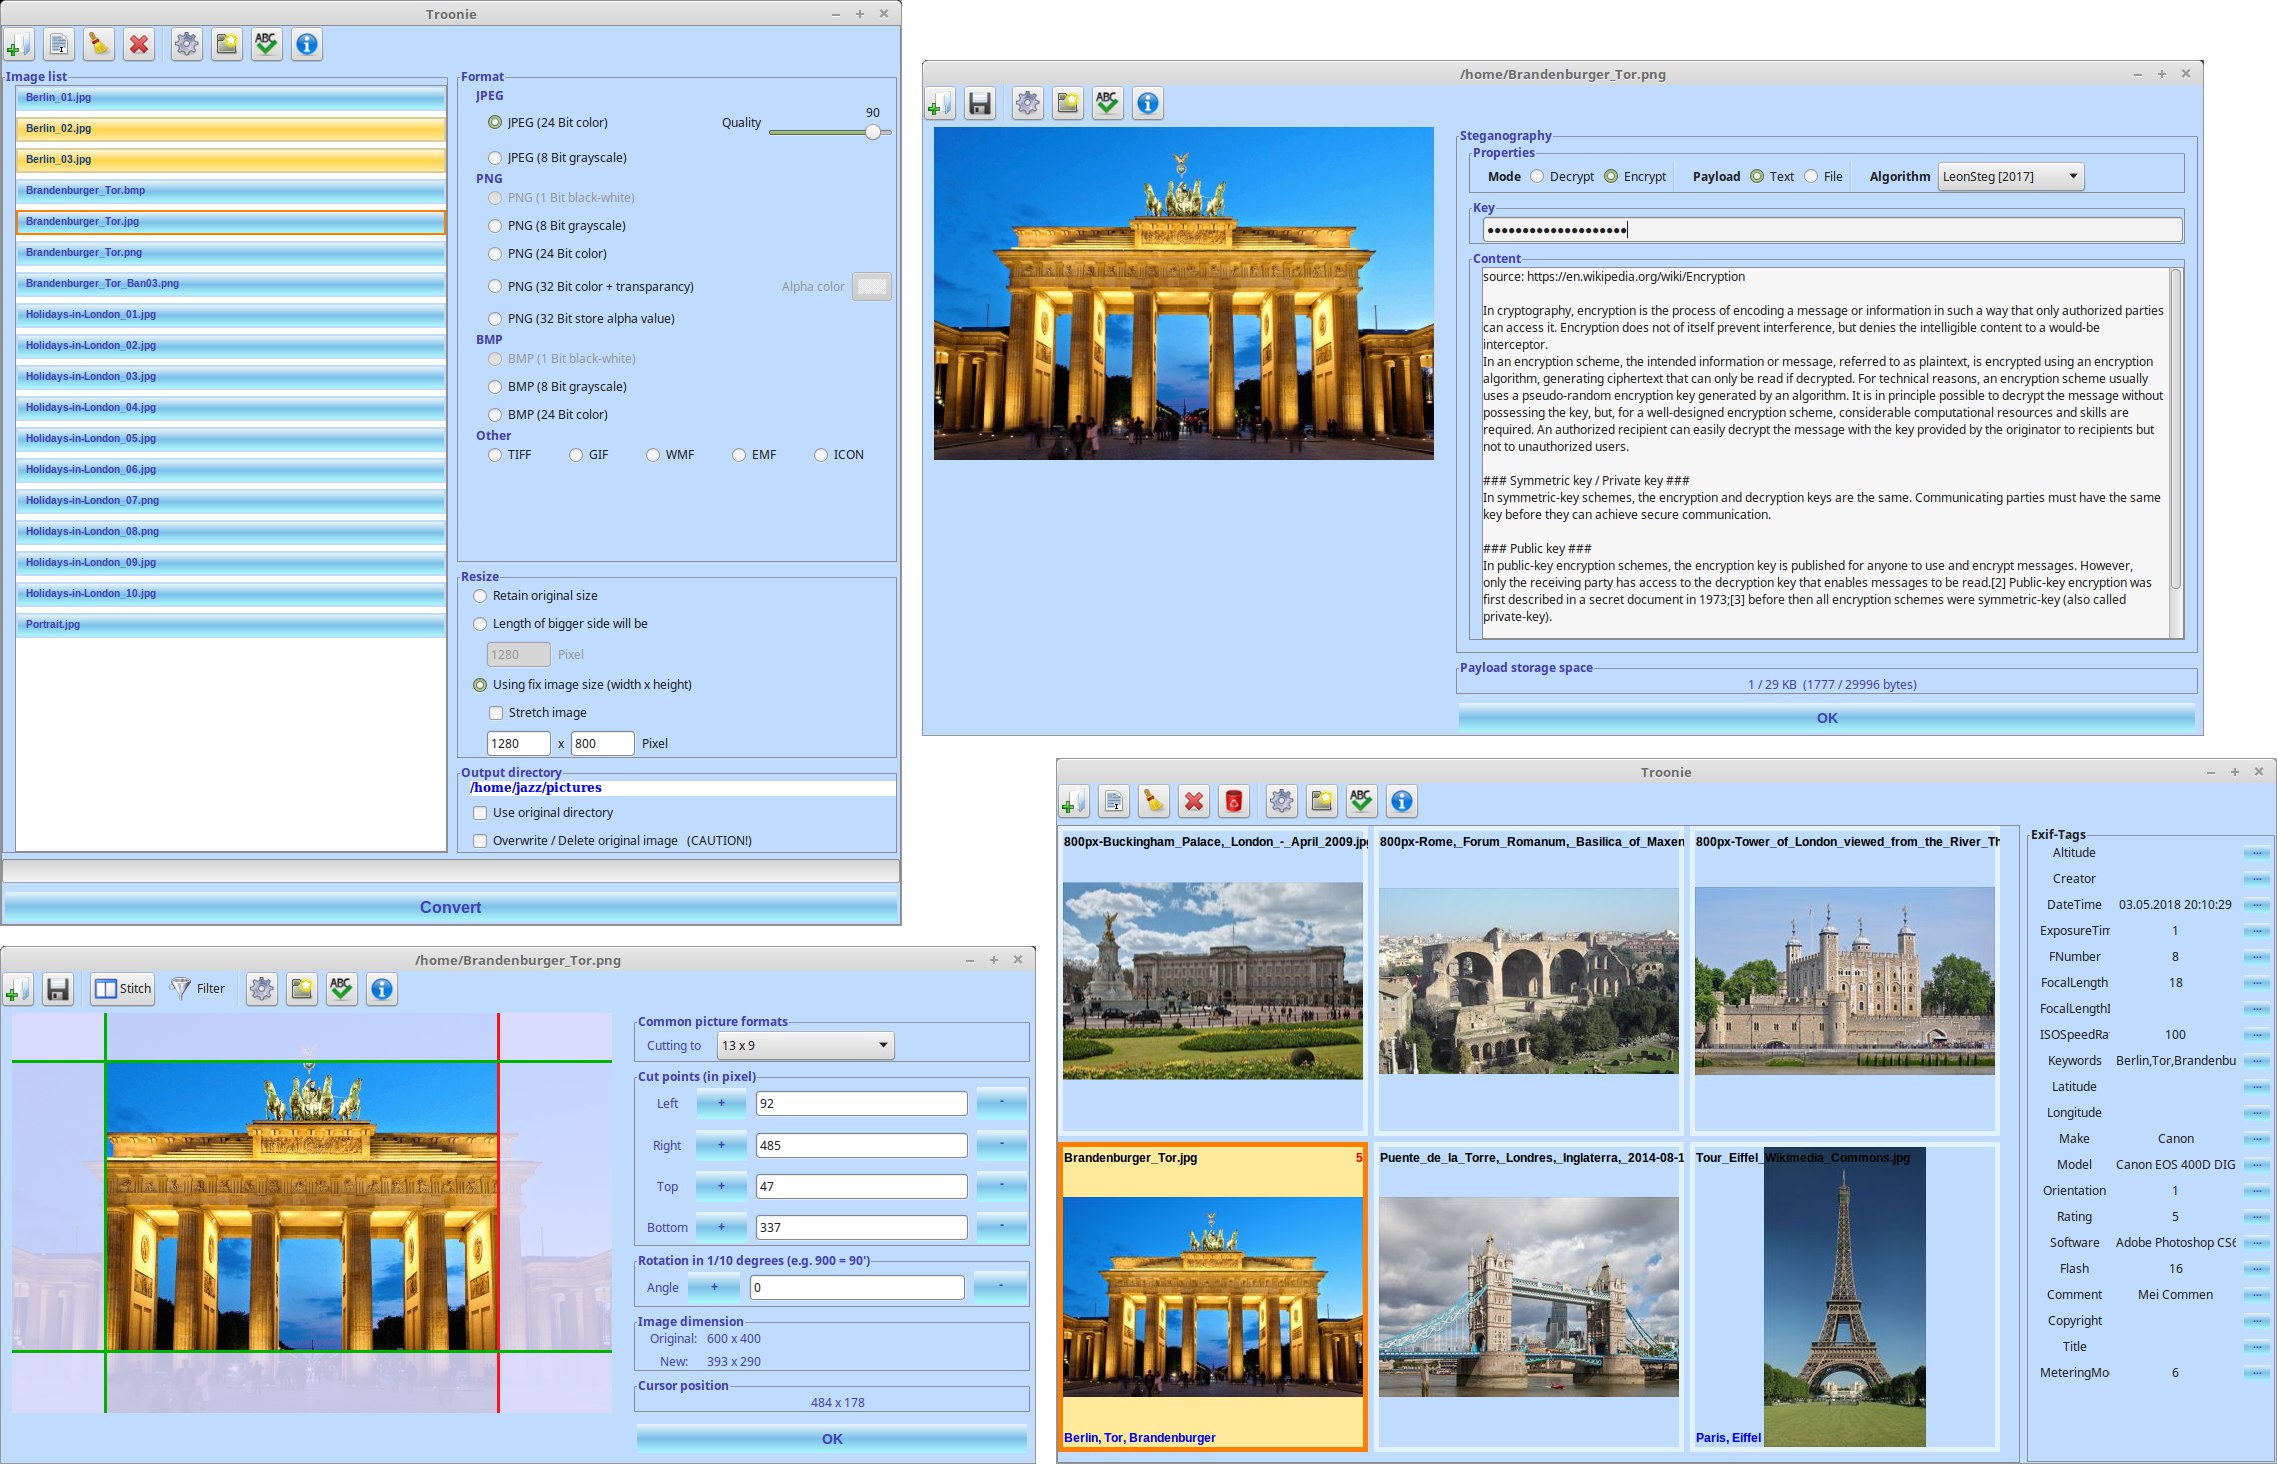 Troonie
Image list
Berlin_01.jpg
Berlin_02.jpg
Berlin_03.jpg
Brandenburger_Tor.bmp
Brandenburger_Tor.jpg
Brandenburger_Tor.png
Brandenburger_Tor_Ban03.png
Holidays-in-London_01.jpg
Holidays-in-London_02.jpg
Holidays-in-London_03.jpg
Holidays-in-London_04.jpg
Holidays-in-London_05.jpg
Holidays-in-London_06.jpg
Holidays-in-London_07.png
Holidays-in-London_08.png
Holidays-in-London_09.jpg
Holidays-in-London_10.jpg
Portrait.jpg
Format
JPEG
JPEG (24 Bit color) Quality 90
JPEG (8 Bit grayscale)
PNG
PNG (1 Bit black-white)
PNG (8 Bit grayscale)
PNG (24 Bit color)
PNG (32 Bit color + transparancy) Alpha color
PNG (32 Bit store alpha value)
BMP
BMP (1 Bit black-white)
BMP (8 Bit grayscale)
BMP (24 Bit color)
Other
TIFF GIF WMF EMF ICON
Resize
Retain original size
Length of bigger side will be
1280 Pixel
Using fix image size (width x height)
Stretch image
1280 x 800 Pixel
Output directory
/home/jazz/pictures
Use original directory
Overwrite / Delete original image (CAUTION!)
Convert
/home/Brandenburger_Tor.png
ABC
Steganography
Properties
Mode Decrypt Encrypt Payload Text File Algorithm LeonSteg [2017]
Key
••••••••••••••••••••
Content
source: https://en.wikipedia.org/wiki/Encryption
In cryptography, encryption is the process of encoding a message or information in such a way that only authorized parties
can access it. Encryption does not of itself prevent interference, but denies the intelligible content to a would-be
interceptor.
In an encryption scheme, the intended information or message, referred to as plaintext, is encrypted using an encryption
algorithm, generating ciphertext that can only be read if decrypted. For technical reasons, an encryption scheme usually
uses a pseudo-random encryption key generated by an algorithm. It is in principle possible to decrypt the message without
possessing the key, but, for a well-designed encryption scheme, considerable computational resources and skills are
required. An authorized recipient can easily decrypt the message with the key provided by the originator to recipients but
not to unauthorized users.
### Symmetric key / Private key ###
In symmetric-key schemes, the encryption and decryption keys are the same. Communicating parties must have the same
key before they can achieve secure communication.
### Public key ###
In public-key encryption schemes, the encryption key is published for anyone to use and encrypt messages. However,
only the receiving party has access to the decryption key that enables messages to be read.[2] Public-key encryption was
first described in a secret document in 1973;[3] before then all encryption schemes were symmetric-key (also called
private-key).
Payload storage space
1 / 29 KB (1777 / 29996 bytes)
OK
/home/Brandenburger_Tor.png
Stitch Filter ABC
Common picture formats
Cutting to 13 x 9
Cut points (in pixel)
Left + 92 -
Right + 485 -
Top + 47 -
Bottom + 337 -
Rotation in 1/10 degrees (e.g. 900 = 90')
Angle + 0 -
Image dimension
Original: 600 x 400
New: 393 x 290
Cursor position
484 x 178
OK
Troonie
ABC
800px-Buckingham_Palace,_London_-_April_2009.jpg
800px-Rome,_Forum_Romanum,_Basilica_of_Maxen
800px-Tower_of_London_viewed_from_the_River_Th
Brandenburger_Tor.jpg 5
Berlin, Tor, Brandenburger
Puente_de_la_Torre,_Londres,_Inglaterra,_2014-08-1
Tour_Eiffel_Wikimedia_Commons.jpg
Paris, Eiffel
Exif-Tags
Altitude ...
Creator ...
DateTime 03.05.2018 20:10:29 ...
ExposureTim 1 ...
FNumber 8 ...
FocalLength 18 ...
FocalLengthI ...
ISOSpeedRa 100 ...
Keywords Berlin,Tor,Brandenbu ...
Latitude ...
Longitude ...
Make Canon ...
Model Canon EOS 400D DIG ...
Orientation 1 ...
Rating 5 ...
Software Adobe Photoshop CS6 ...
Flash 16 ...
Comment Mei Commen ...
Copyright ...
Title ...
MeteringMo 6 ...